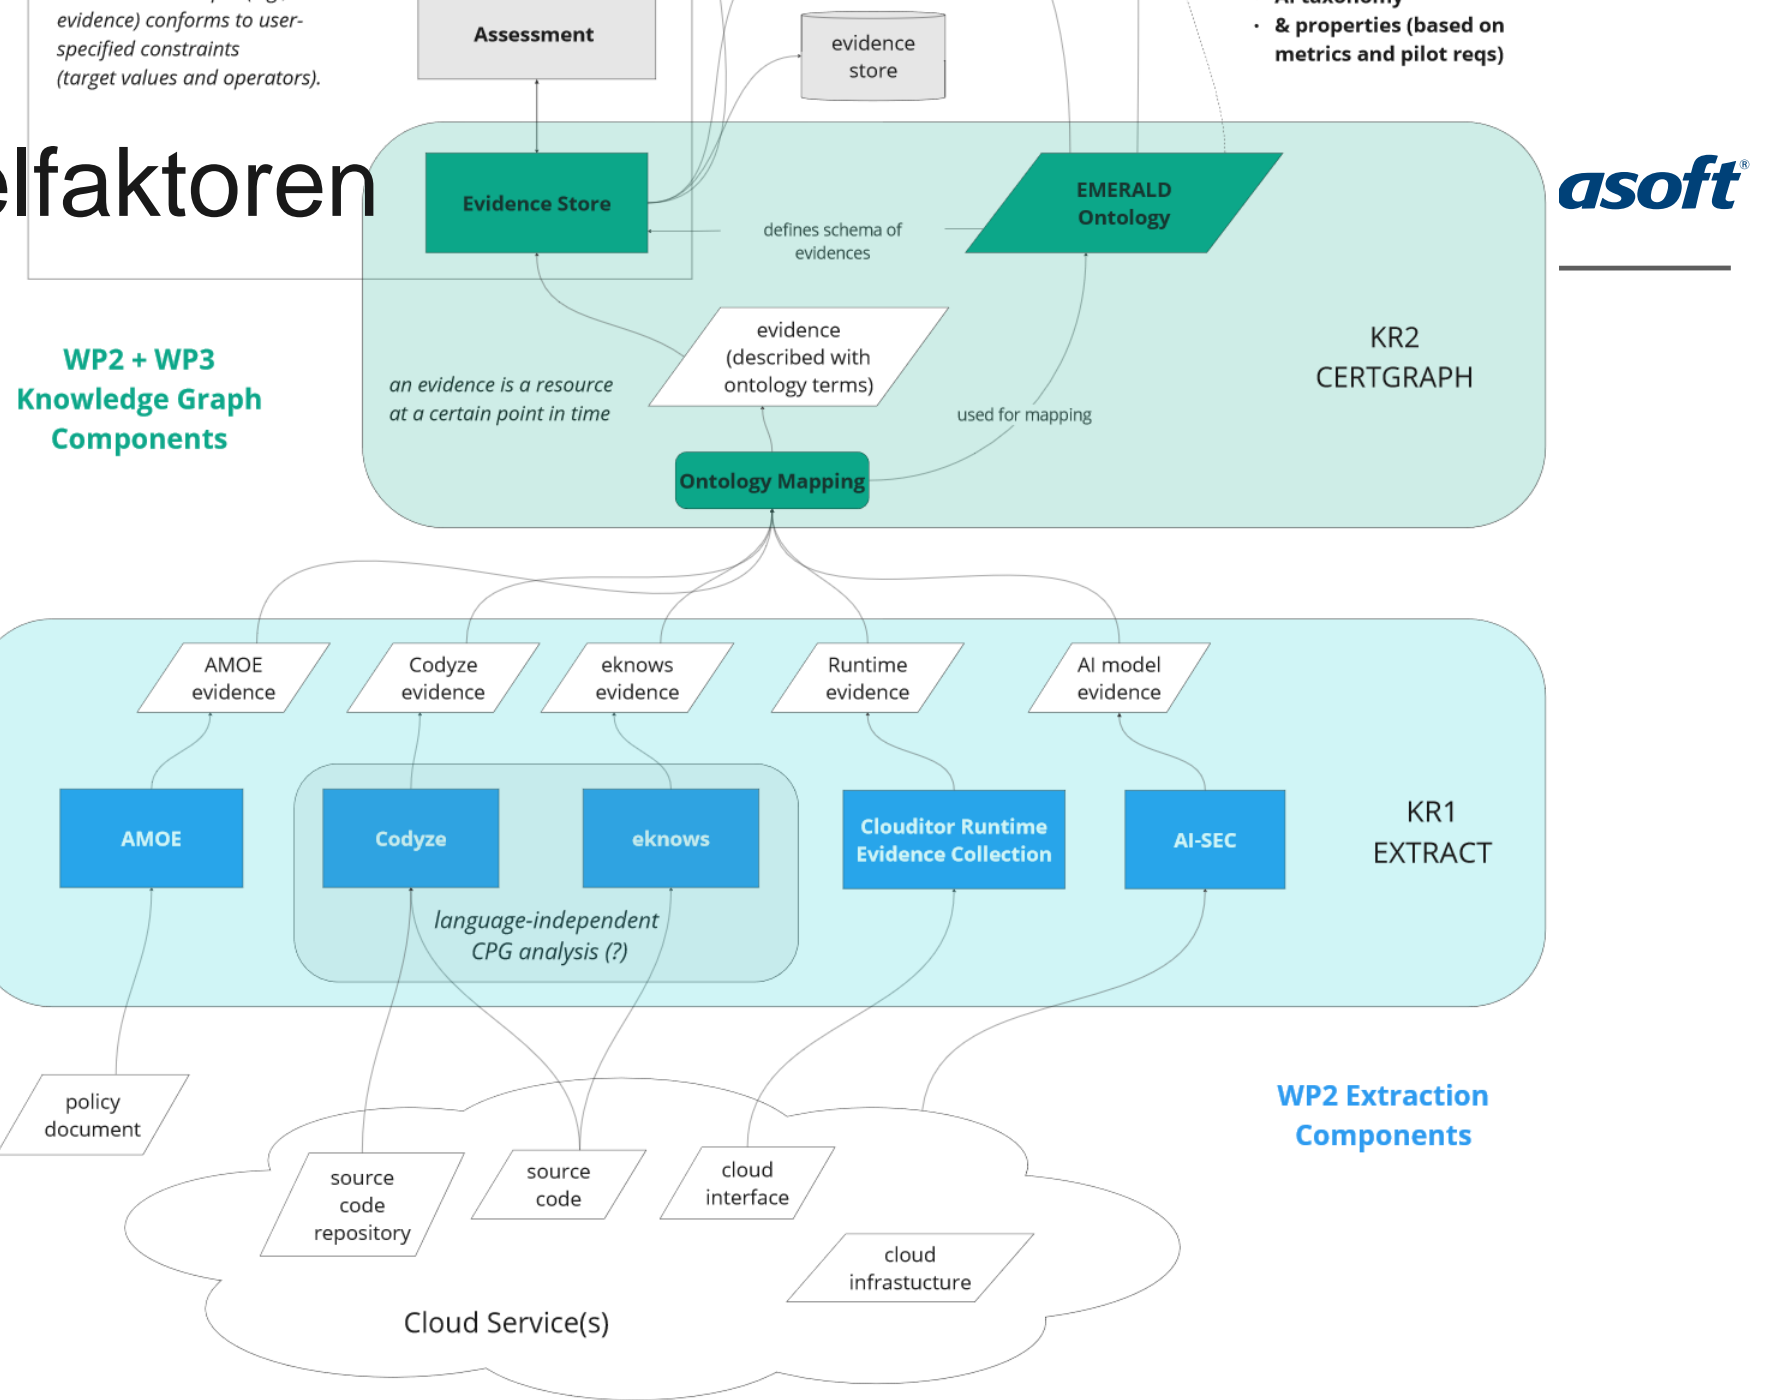 evidence) conforms to user-
specified constraints
(target values and operators).
Assessment
evidence
store
· & properties (based on
metrics and pilot reqs)
elfaktoren
asoft®
Evidence Store
EMERALD
Ontology
defines schema of
evidences
evidence
(described with
ontology terms)
an evidence is a resource
at a certain point in time
used for mapping
KR2
CERTGRAPH
WP2 + WP3
Knowledge Graph
Components
Ontology Mapping
AMOE
evidence
Codyze
evidence
eknows
evidence
Runtime
evidence
AI model
evidence
AMOE
Codyze
eknows
Clouditor Runtime
Evidence Collection
AI-SEC
KR1
EXTRACT
language-independent
CPG analysis (?)
policy
document
WP2 Extraction
Components
source
code
repository
source
code
cloud
interface
cloud
infrastucture
Cloud Service(s)